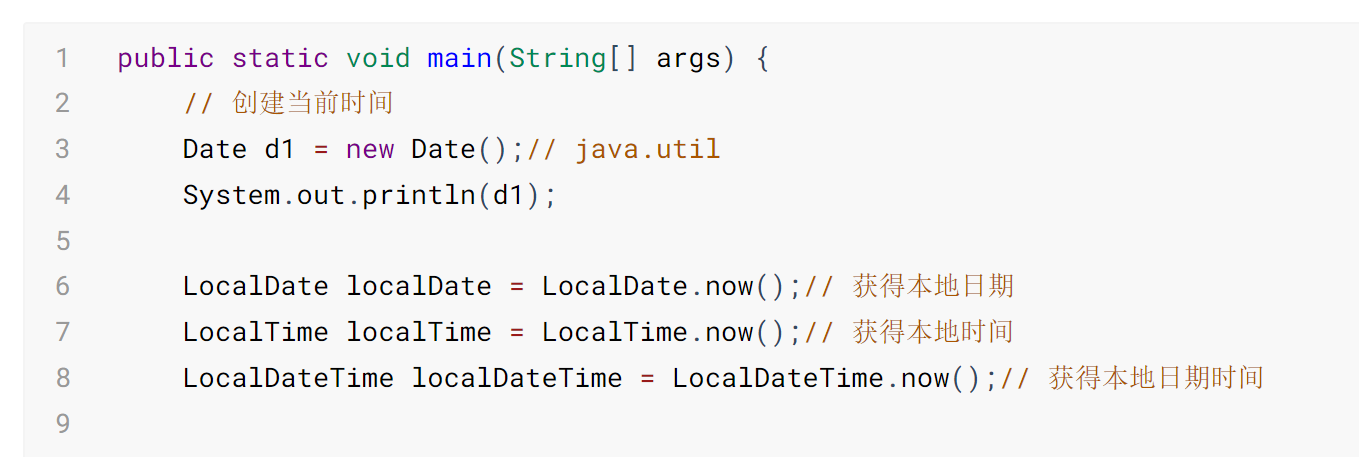 1 public static void main(String[] args) {
2 // 创建当前时间
3 Date d1 = new Date();// java.util
4 System.out.println(d1);
5
6 LocalDate localDate = LocalDate.now();// 获得本地日期
7 LocalTime localTime = LocalTime.now();// 获得本地时间
8 LocalDateTime localDateTime = LocalDateTime.now();// 获得本地日期时间
9